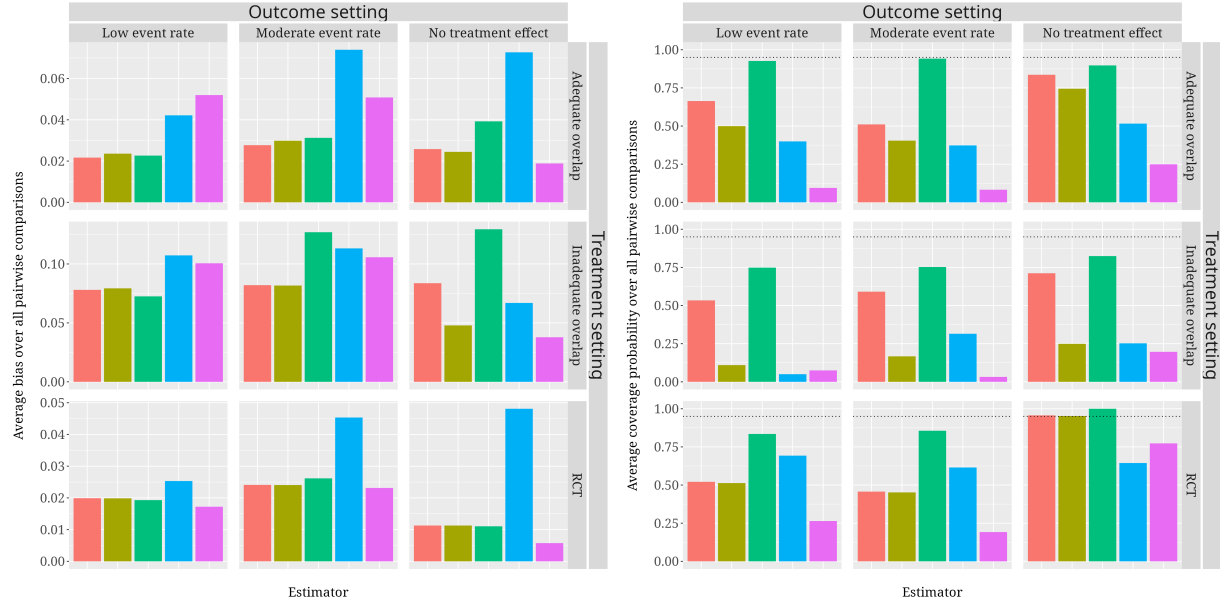 Outcome setting
Low event rate
Moderate event rate
No treatment effect
Average bias over all pairwise comparisons
0.06
0.04
0.02
0.00
Adequate overlap
0.10
0.05
0.00
Inadequate overlap
Treatment setting
0.05
0.04
0.03
0.02
0.01
0.00
RCT
Estimator
Outcome setting
Low event rate
Moderate event rate
No treatment effect
Average coverage probability over all pairwise comparisons
1.00
0.75
0.50
0.25
0.00
Adequate overlap
1.00
0.75
0.50
0.25
0.00
Inadequate overlap
Treatment setting
1.00
0.75
0.50
0.25
0.00
RCT
Estimator